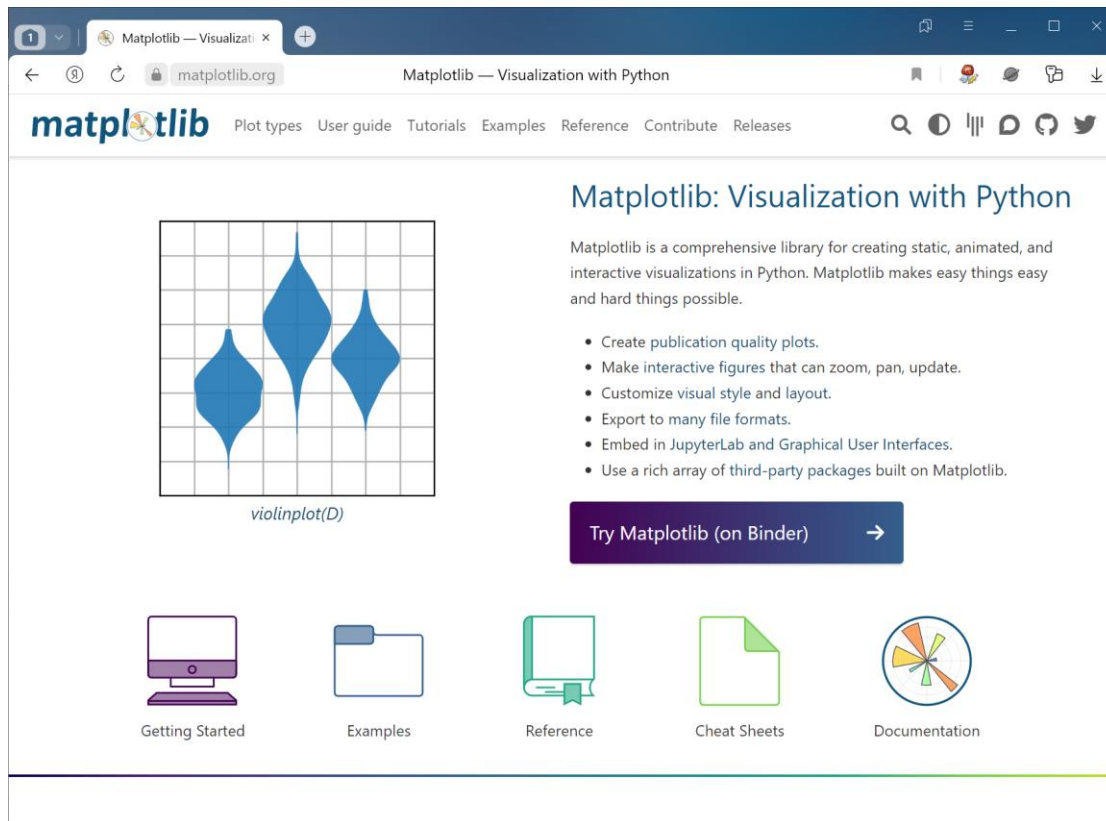 1
Matplotlib — Visualizati
matplotlib.org
Matplotlib — Visualization with Python
matplotlib
Plot types User guide Tutorials Examples Reference Contribute Releases
Matplotlib: Visualization with Python
Matplotlib is a comprehensive library for creating static, animated, and
interactive visualizations in Python. Matplotlib makes easy things easy
and hard things possible.
• Create publication quality plots.
• Make interactive figures that can zoom, pan, update.
• Customize visual style and layout.
• Export to many file formats.
• Embed in JupyterLab and Graphical User Interfaces.
• Use a rich array of third-party packages built on Matplotlib.
violinplot(D)
Try Matplotlib (on Binder)
Getting Started Examples Reference Cheat Sheets Documentation